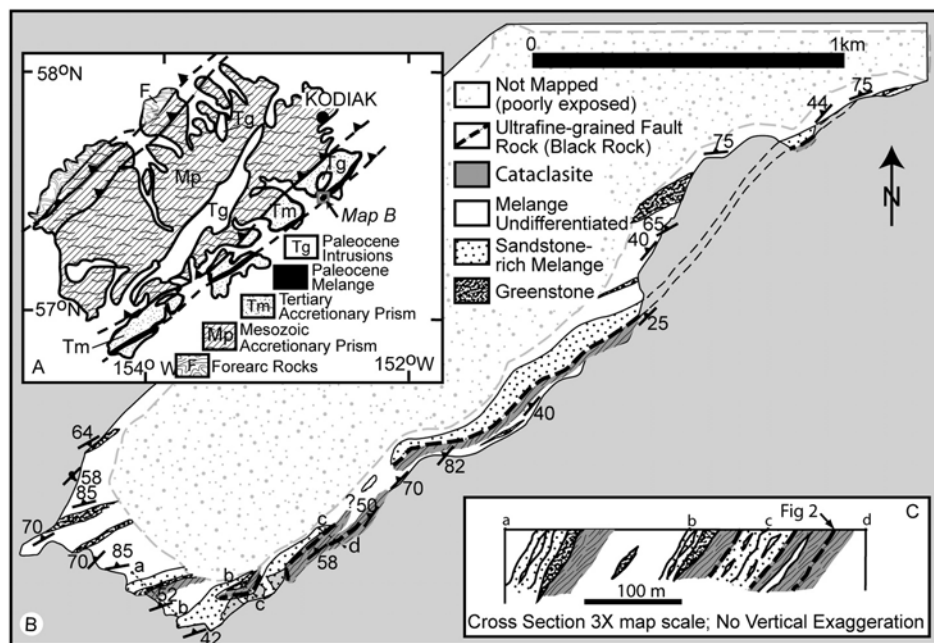 B
A
58°N
57°N
154° W
152°W
F
Tg
KODIAK
Mp
Tg
Tg
Tm
Map B
Tm
Tg Paleocene
Intrusions
Paleocene
Melange
Tm Tertiary
Accretionary Prism
Mp Mesozoic
Accretionary Prism
F Forearc Rocks
0 1km
Not Mapped
(poorly exposed)
Ultrafine-grained Fault
Rock (Black Rock)
Cataclasite
Melange
Undifferentiated
Sandstone-
rich Melange
Greenstone
N
44
75
75
65
40
25
40
82
70
?
50
c
d
58
64
58
85
70
70
85
a
52
b
b
c
42
C
Fig 2
a b c d
100 m
Cross Section 3X map scale; No Vertical Exaggeration